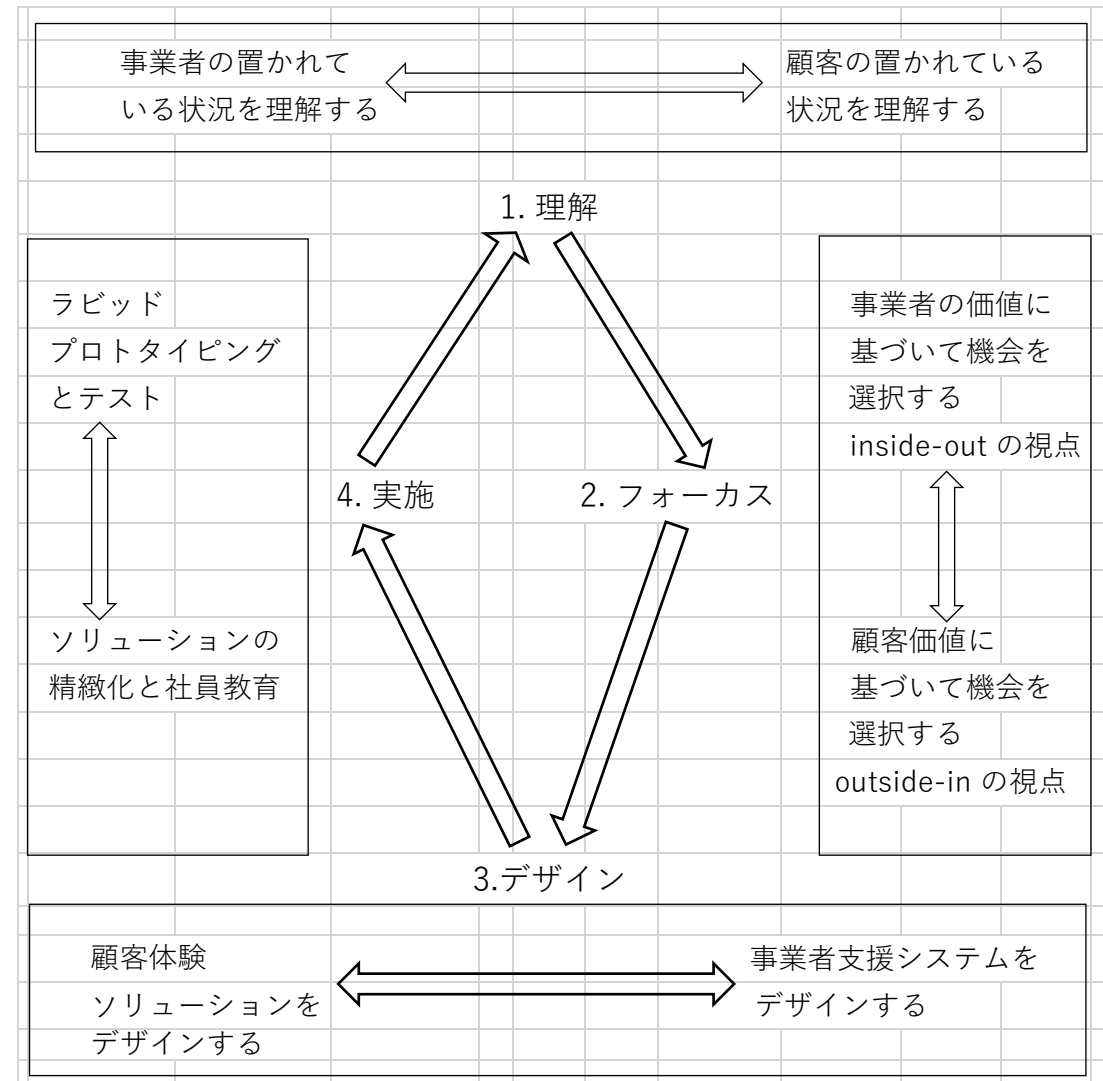 事業者の置かれて
いる状況を理解する
顧客の置かれている
状況を理解する
1. 理解
ラビッド
プロトタイピング
とテスト
ソリューションの
精緻化と社員教育
4. 実施
2. フォーカス
事業者の価値に
基づいて機会を
選択する
inside-out の視点
顧客価値に
基づいて機会を
選択する
outside-in の視点
3.デザイン
顧客体験
ソリューションを
デザインする
事業者支援システムを
デザインする